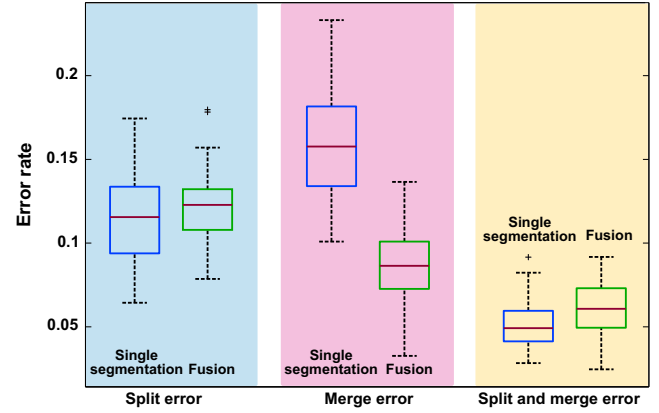 Error rate
0.2
0.15
0.1
0.05
Single
segmentation Fusion
Single
segmentation Fusion
Single
segmentation Fusion
Split error
Merge error
Split and merge error